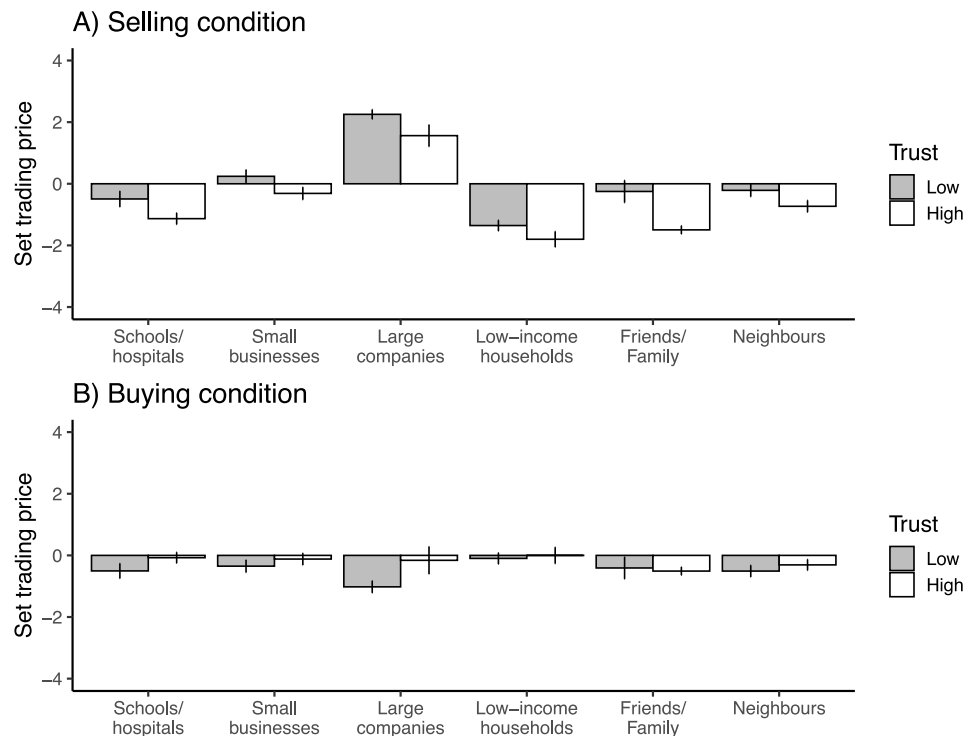 A) Selling condition
Set trading price
4
2
0
−2
−4
Schools/
hospitals
Small
businesses
Large
companies
Low−income
households
Friends/
Family
Neighbours
Trust
Low
High
B) Buying condition
Set trading price
4
2
0
−2
−4
Schools/
hospitals
Small
businesses
Large
companies
Low−income
households
Friends/
Family
Neighbours
Trust
Low
High